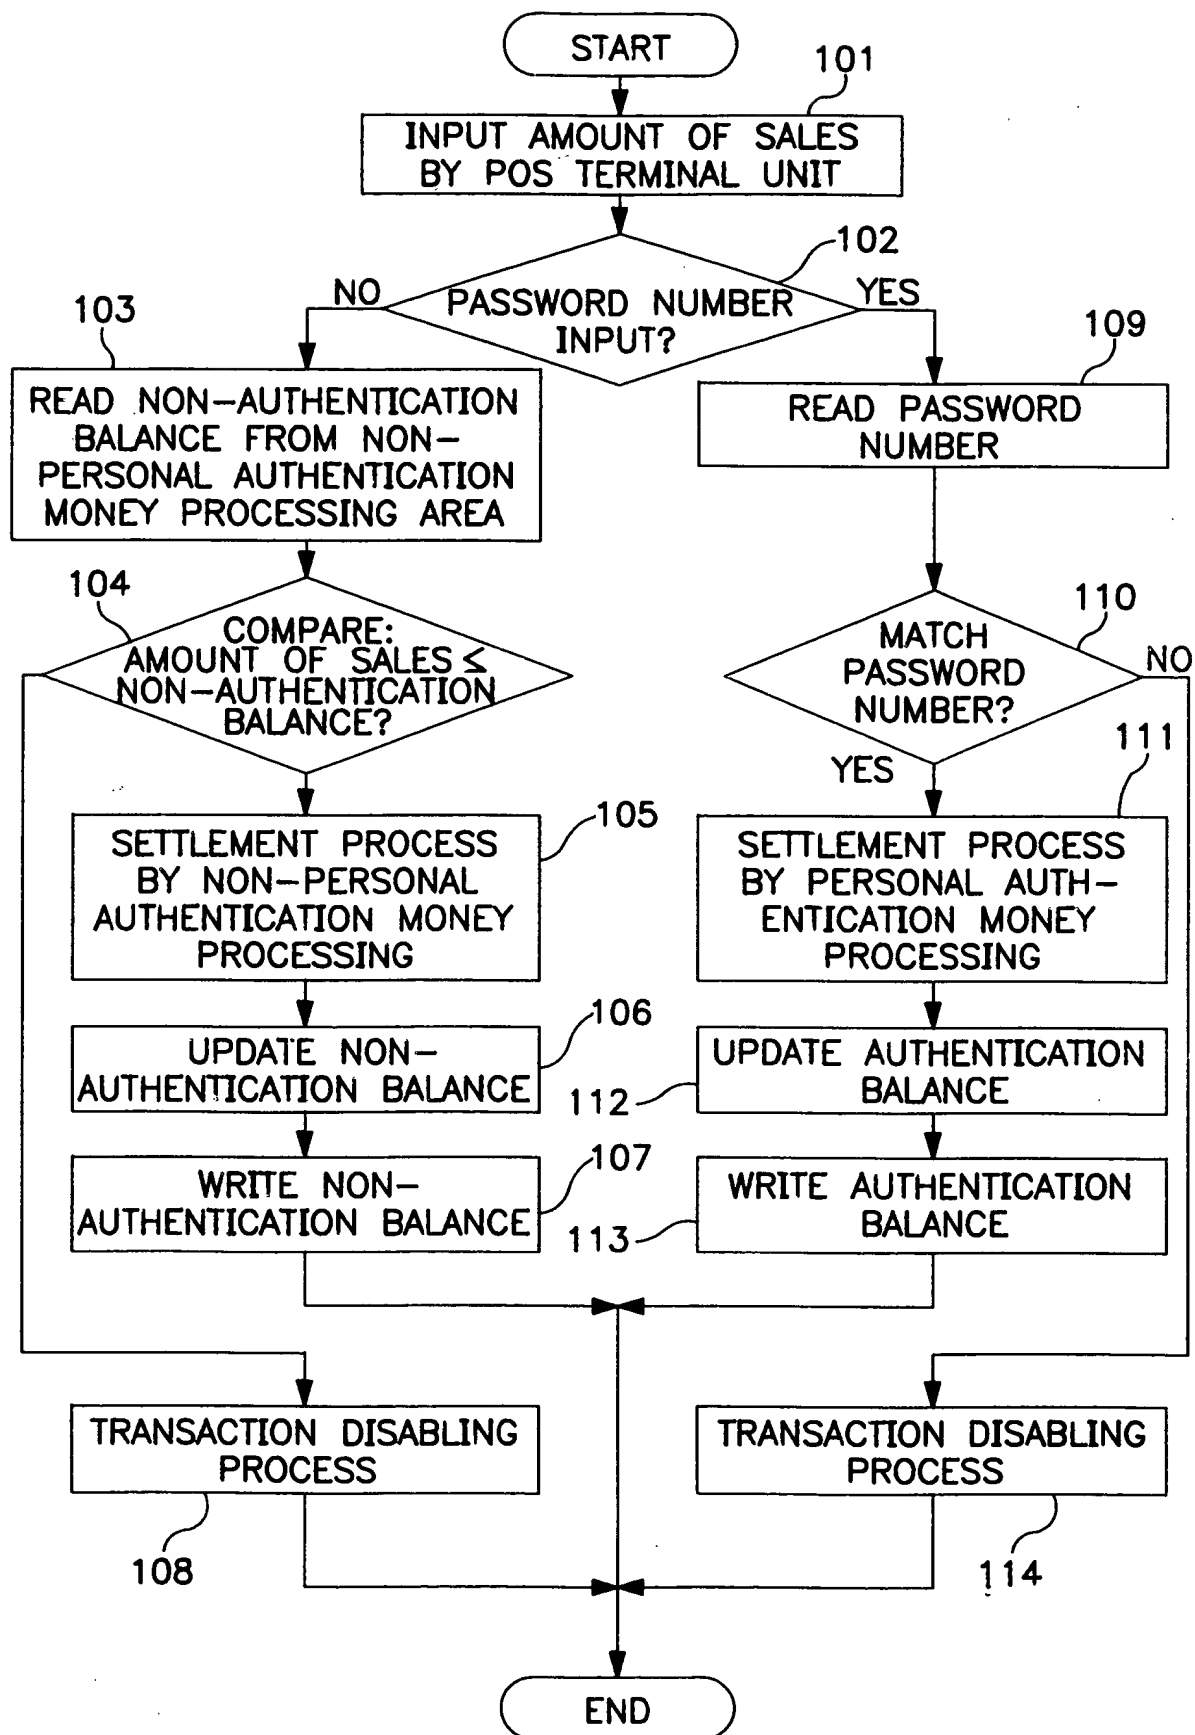 START
101
INPUT AMOUNT OF SALES
BY POS TERMINAL UNIT
102
NO
PASSWORD NUMBER
INPUT?
YES
103
READ NON-AUTHENTICATION
BALANCE FROM NON-
PERSONAL AUTHENTICATION
MONEY PROCESSING AREA
109
READ PASSWORD
NUMBER
104
COMPARE:
AMOUNT OF SALES ≤
NON-AUTHENTICATION
BALANCE?
110
MATCH
PASSWORD
NUMBER?
NO
YES
105
SETTLEMENT PROCESS
BY NON-PERSONAL
AUTHENTICATION MONEY
PROCESSING
111
SETTLEMENT PROCESS
BY PERSONAL AUTH-
ENTICATION MONEY
PROCESSING
106
UPDATE NON-
AUTHENTICATION BALANCE
112
UPDATE AUTHENTICATION
BALANCE
107
WRITE NON-
AUTHENTICATION BALANCE
113
WRITE AUTHENTICATION
BALANCE
TRANSACTION DISABLING
PROCESS
108
TRANSACTION DISABLING
PROCESS
114
END